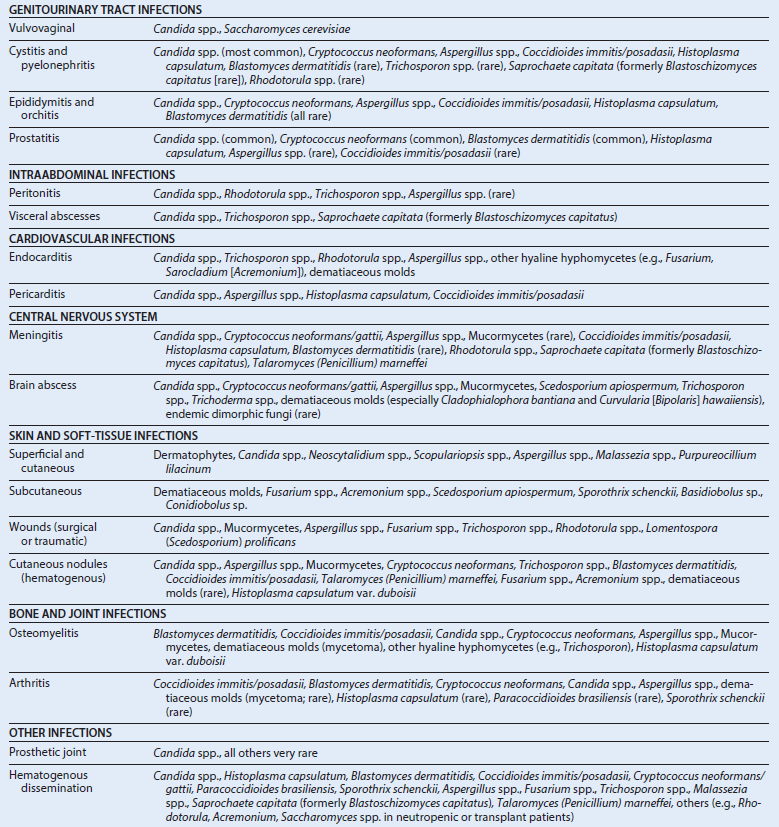 GENITOURINARY TRACT INFECTIONS
Vulvovaginal
Candida spp., Saccharomyces cerevisiae
Cystitis and
pyelonephritis
Candida spp. (most common), Cryptococcus neoformans, Aspergillus spp., Coccidioides immitis/posadasii, Histoplasma
capsulatum, Blastomyces dermatitidis (rare), Trichosporon spp. (rare), Saprochaete capitata (formerly Blastoschizomyces
capitatus [rare]), Rhodotorula spp. (rare)
Epididymitis and
orchitis
Candida spp., Cryptococcus neoformans, Aspergillus spp., Coccidioides immitis/posadasii, Histoplasma capsulatum,
Blastomyces dermatitidis (all rare)
Prostatitis
Candida spp. (common), Cryptococcus neoformans (common), Blastomyces dermatitidis (common), Histoplasma
capsulatum, Aspergillus spp. (rare), Coccidioides immitis/posadasii (rare)
INTRAABDOMINAL INFECTIONS
Peritonitis
Candida spp., Rhodotorula spp., Trichosporon spp., Aspergillus spp. (rare)
Visceral abscesses
Candida spp., Trichosporon spp., Saprochaete capitata (formerly Blastoschizomyces capitatus)
CARDIOVASCULAR INFECTIONS
Endocarditis
Candida spp., Trichosporon spp., Rhodotorula spp., Aspergillus spp., other hyaline hyphomycetes (e.g., Fusarium,
Sarocladium [Acremonium]), dematiaceous molds
Pericarditis
Candida spp., Aspergillus spp., Histoplasma capsulatum, Coccidioides immitis/posadasii
CENTRAL NERVOUS SYSTEM
Meningitis
Candida spp., Cryptococcus neoformans/gattii, Aspergillus spp., Mucormycetes (rare), Coccidioides immitis/posadasii,
Histoplasma capsulatum, Blastomyces dermatitidis (rare), Rhodotorula spp., Saprochaete capitata (formerly Blastoschizo-
myces capitatus), Talaromyces (Penicillium) marneffei
Brain abscess
Candida spp., Cryptococcus neoformans/gattii, Aspergillus spp., Mucormycetes, Scedosporium apiospermum, Trichosporon
spp., Trichoderma spp., dematiaceous molds (especially Cladophialophora bantiana and Curvularia [Bipolaris] hawaiiensis),
endemic dimorphic fungi (rare)
SKIN AND SOFT-TISSUE INFECTIONS
Superficial and
cutaneous
Dermatophytes, Candida spp., Neoscytalidium spp., Scopulariopsis spp., Aspergillus spp., Malassezia spp., Purpureocillium
lilacinum
Subcutaneous
Dematiaceous molds, Fusarium spp., Acremonium spp., Scedosporium apiospermum, Sporothrix schenckii, Basidiobolus sp.,
Conidiobolus sp.
Wounds (surgical
or traumatic)
Candida spp., Mucormycetes, Aspergillus spp., Fusarium spp., Trichosporon spp., Rhodotorula spp., Lomentospora
(Scedosporium) prolificans
Cutaneous nodules
(hematogenous)
Candida spp., Aspergillus spp., Mucormycetes, Cryptococcus neoformans, Trichosporon spp., Blastomyces dermatitidis,
Coccidioides immitis/posadasii, Talaromyces (Penicillium) marneffei, Fusarium spp., Acremonium spp., dematiaceous
molds (rare), Histoplasma capsulatum var. duboisii
BONE AND JOINT INFECTIONS
Osteomyelitis
Blastomyces dermatitidis, Coccidioides immitis/posadasii, Candida spp., Cryptococcus neoformans, Aspergillus spp., Mucor-
mycetes, dematiaceous molds (mycetoma), other hyaline hyphomycetes (e.g., Trichosporon), Histoplasma capsulatum
var. duboisii
Arthritis
Coccidioides immitis/posadasii, Blastomyces dermatitidis, Cryptococcus neoformans, Candida spp., Aspergillus spp., dema-
tiaceous molds (mycetoma; rare), Histoplasma capsulatum (rare), Paracoccidioides brasiliensis (rare), Sporothrix schenckii
(rare)
OTHER INFECTIONS
Prosthetic joint
Candida spp., all others very rare
Hematogenous
dissemination
Candida spp., Histoplasma capsulatum, Blastomyces dermatitidis, Coccidioides immitis/posadasii, Cryptococcus neoformans/
gattii, Paracoccidioides brasiliensis, Sporothrix schenckii, Aspergillus spp., Fusarium spp., Trichosporon spp., Malassezia
spp., Saprochaete capitata (formerly Blastoschizomyces capitatus), Talaromyces (Penicillium) marneffei, others (e.g., Rho-
dotorula, Acremonium, Saccharomyces spp. in neutropenic or transplant patients)